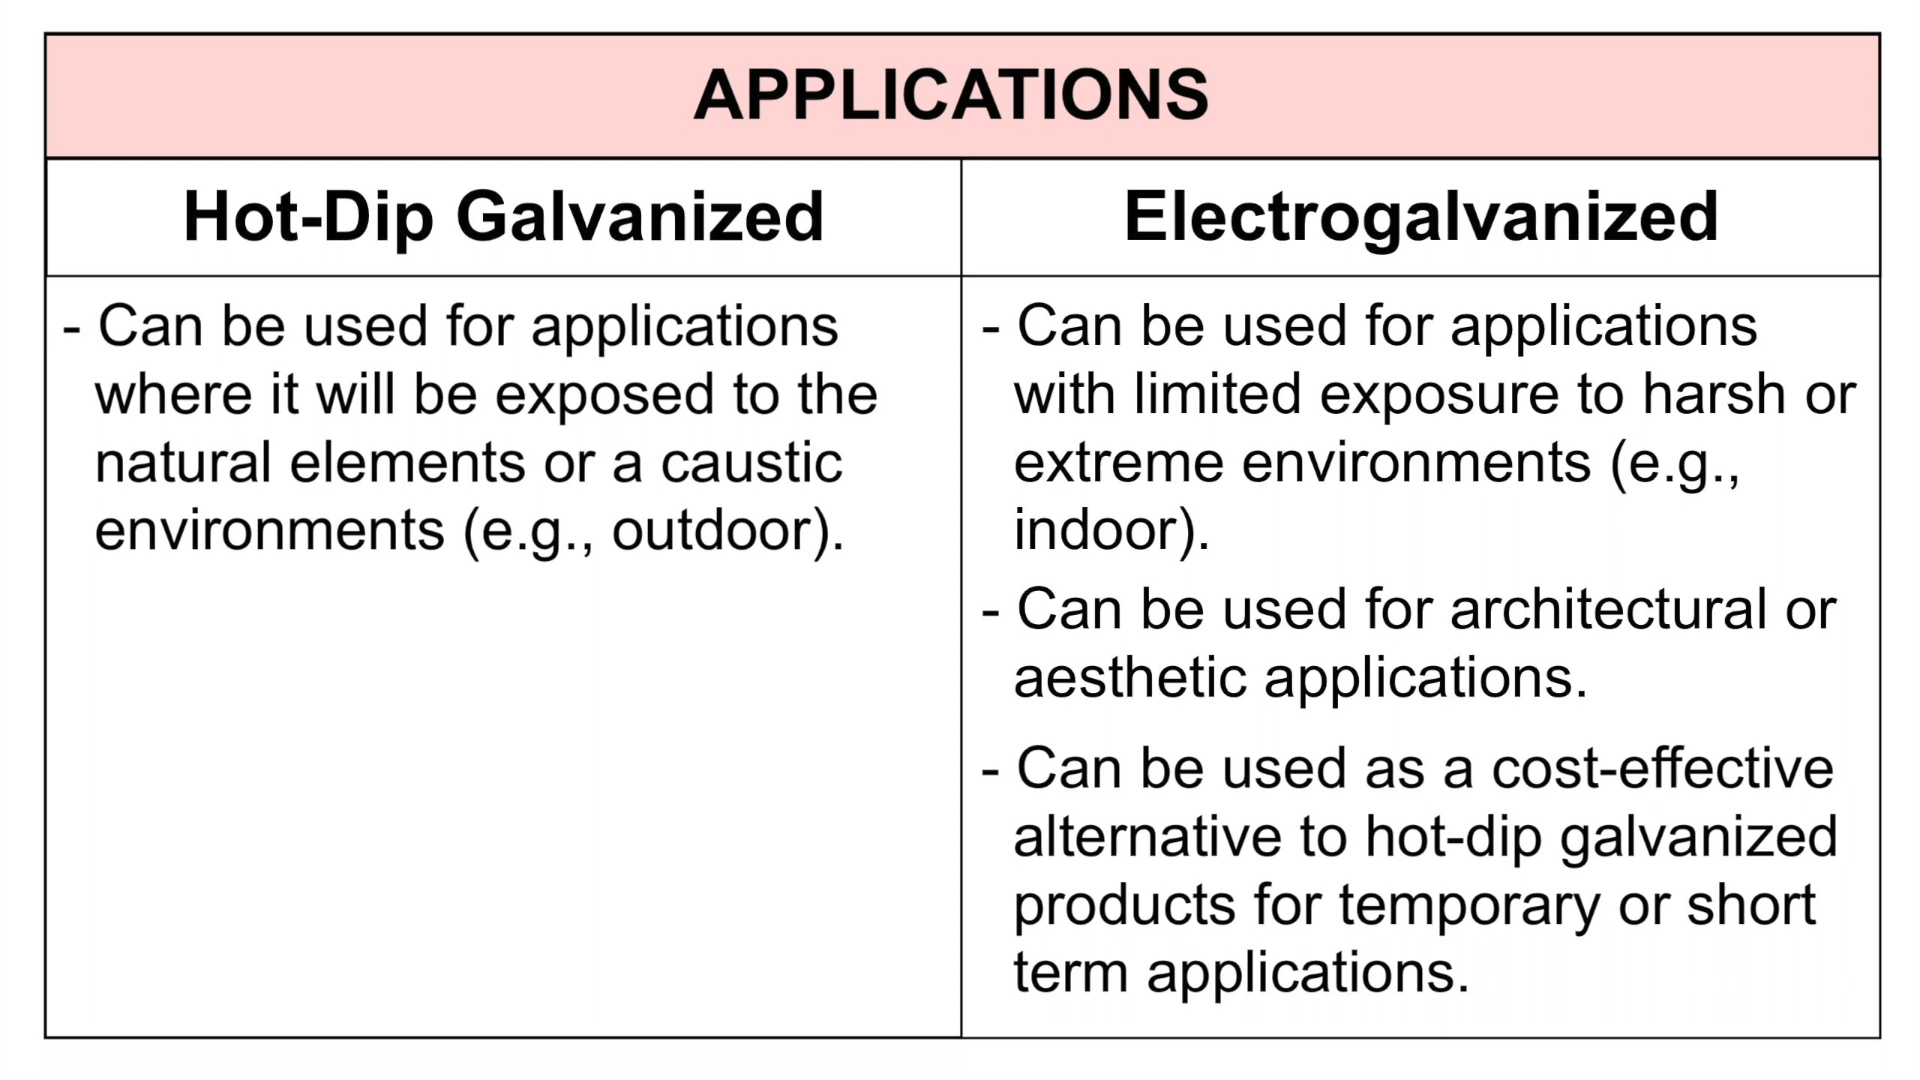 APPLICATIONS
Hot-Dip Galvanized
- Can be used for applications
where it will be exposed to the
natural elements or a caustic
environments (e.g., outdoor).
Electrogalvanized
- Can be used for applications
with limited exposure to harsh or
extreme environments (e.g.,
indoor).
- Can be used for architectural or
aesthetic applications.
- Can be used as a cost-effective
alternative to hot-dip galvanized
products for temporary or short
term applications.